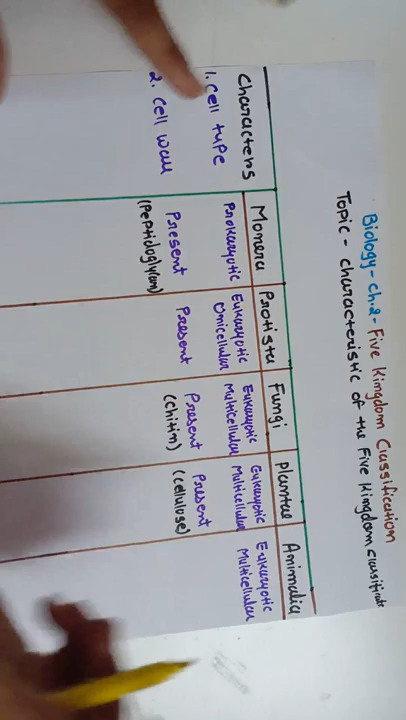 Biology - Ch.2 - Five Kingdom Classification
Topic - characteristic of the Five Kingdom
Characters Monera Protista Fungi Plantae Animalia
1. Cell type Prokaryotic Eukaryotic Unicellular Eukaryotic Multicellular Eukaryotic Multicellular Eukaryotic Multicellular
2. Cell wall Present (Peptidoglycan) Present Present (Chitin) Present (cellulose)